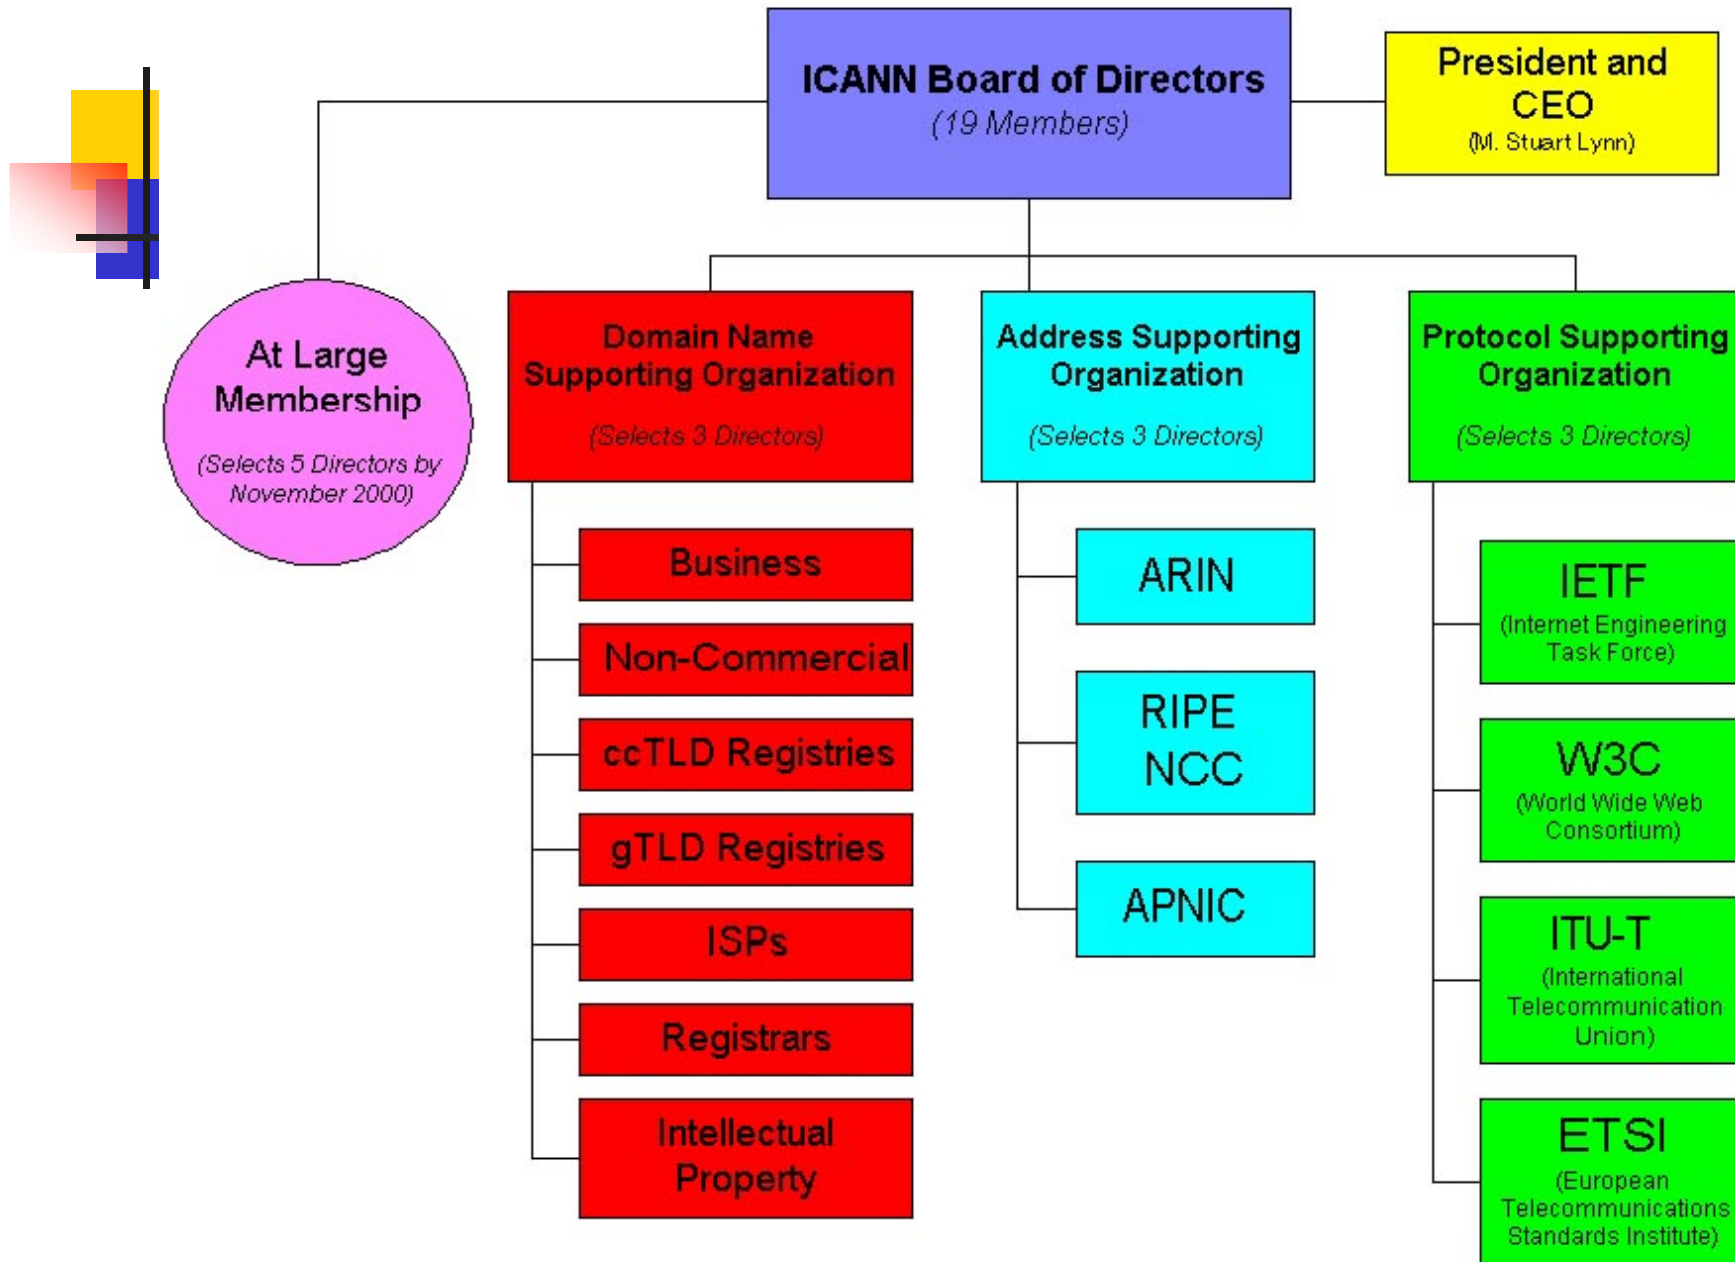 ICANN Board of Directors
(19 Members)
President and
CEO
(M. Stuart Lynn)
At Large
Membership
(Selects 5 Directors by
November 2000)
Domain Name
Supporting Organization
(Selects 3 Directors)
Business
Non-Commercial
ccTLD Registries
gTLD Registries
ISPs
Registrars
Intellectual
Property
Address Supporting
Organization
(Selects 3 Directors)
ARIN
RIPE
NCC
APNIC
Protocol Supporting
Organization
(Selects 3 Directors)
IETF
(Internet Engineering
Task Force)
W3C
(World Wide Web
Consortium)
ITU-T
(International
Telecommunication
Union)
ETSI
(European
Telecommunications
Standards Institute)